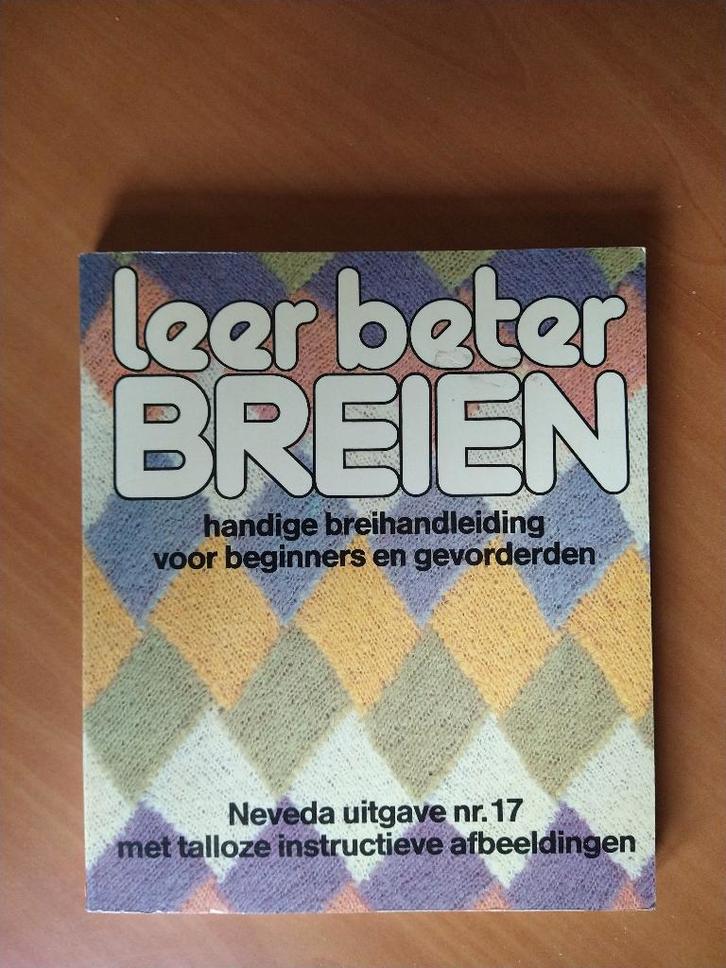 leer beter
BREIEN
handige breihandleiding
voor beginners en gevorderden
Neveda uitgave nr. 17
met talloze instructieve afbeeldingen